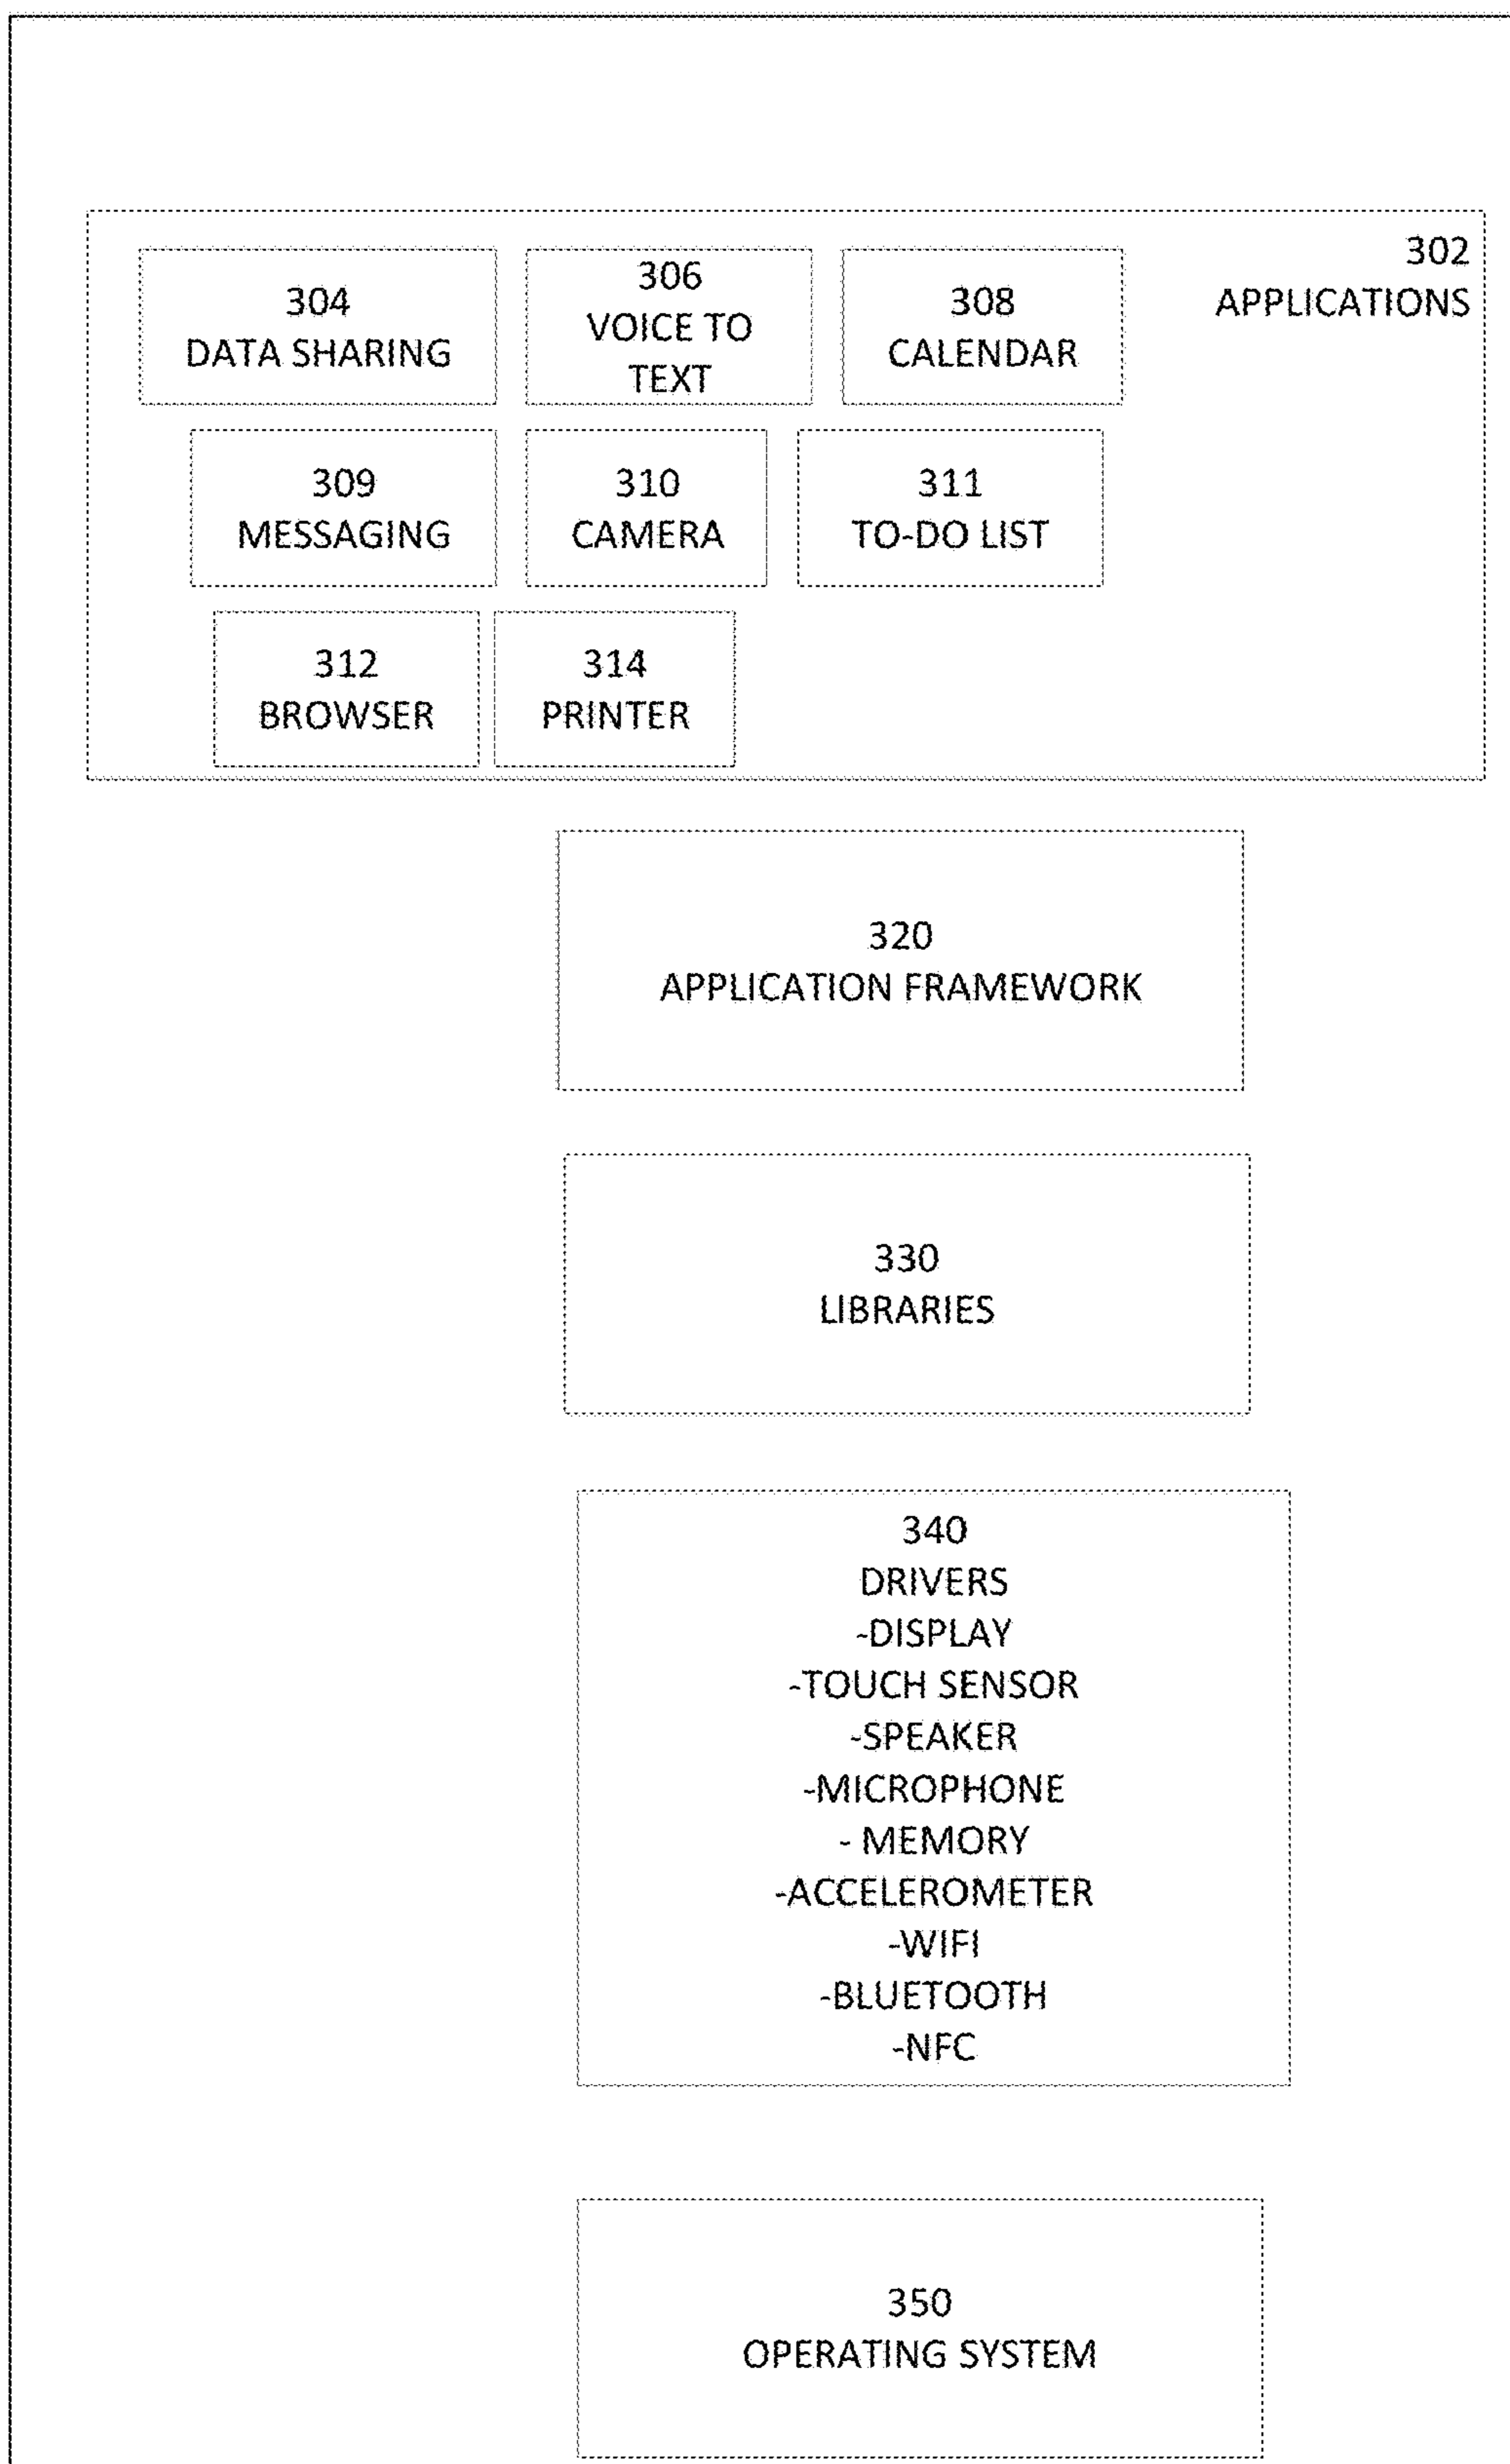 302
APPLICATIONS
304
DATA SHARING
306
VOICE TO
TEXT
308
CALENDAR
309
MESSAGING
310
CAMERA
311
TO-DO LIST
312
BROWSER
314
PRINTER
320
APPLICATION FRAMEWORK
330
LIBRARIES
340
DRIVERS
-DISPLAY
-TOUCH SENSOR
-SPEAKER
-MICROPHONE
- MEMORY
-ACCELEROMETER
-WIFI
-BLUETOOTH
-NFC
350
OPERATING SYSTEM